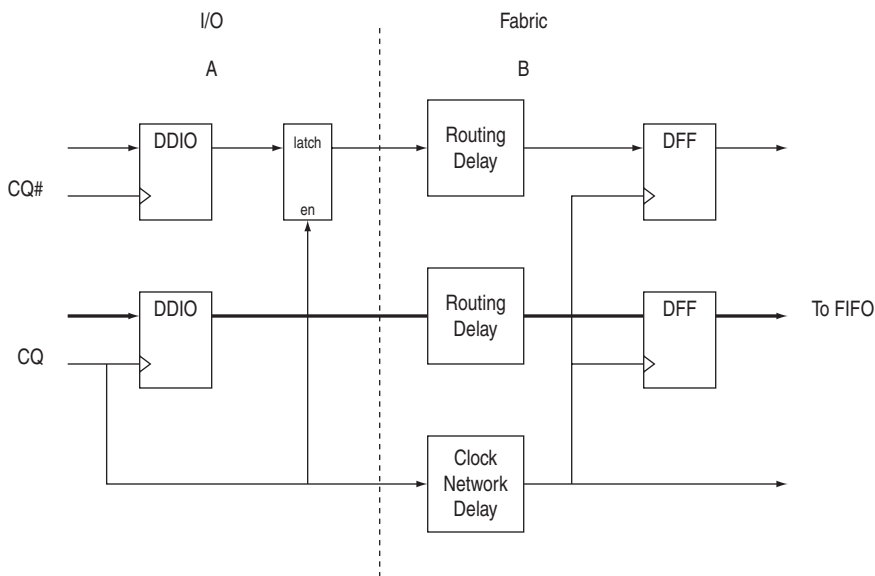 I/O
Fabric
A
B
DDIO
latch
en
Routing
Delay
DFF
CQ#
DDIO
Routing
Delay
DFF
To FIFO
CQ
Clock
Network
Delay